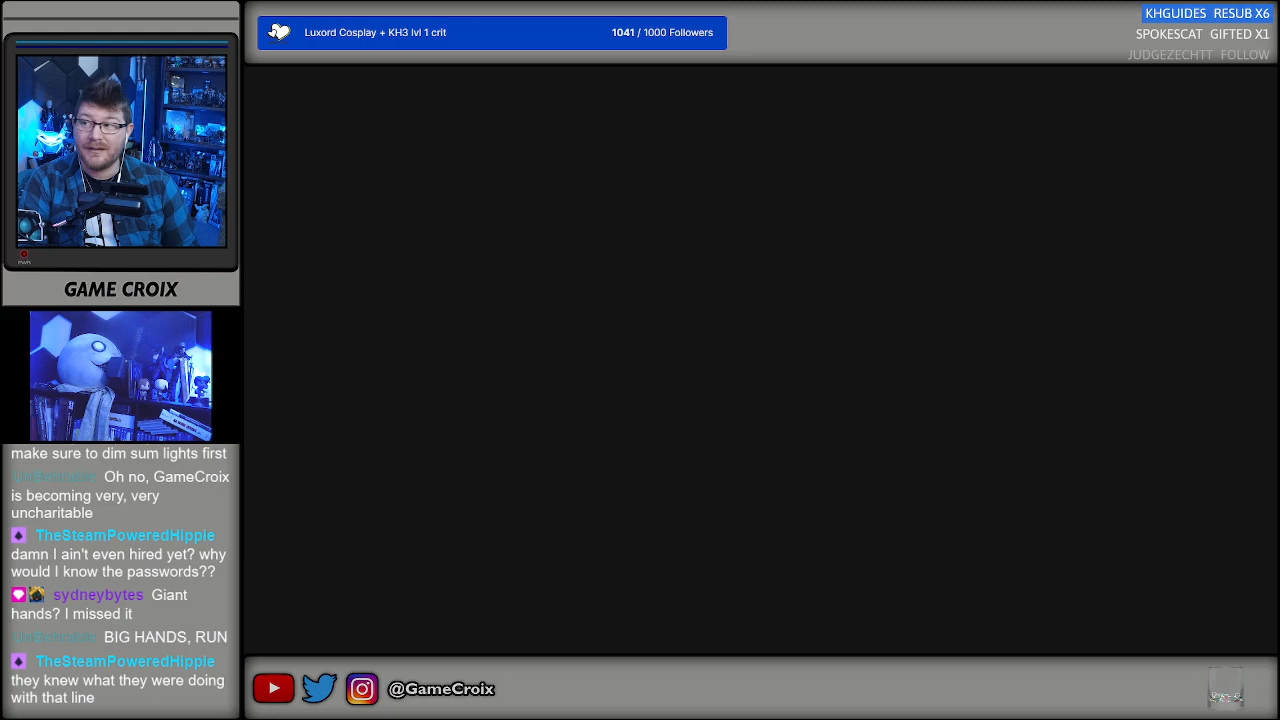 Luxord Cosplay + KH3 lvl 1 crit
1041 / 1000 Followers
KHGUIDES RESUB X6
SPOKESCAT GIFTED X1
JUDGEZECHTT FOLLOW
PWR
GAME CROIX
make sure to dim sum lights first
Oh no, GameCroix
is becoming very, very
uncharitable
TheSteamPoweredHippie
damn I ain't even hired yet? why
would I know the passwords??
sydneybytes Giant
hands? I missed it
BIG HANDS, RUN
TheSteamPoweredHippie
they knew what they were doing
with that line
@GameCroix